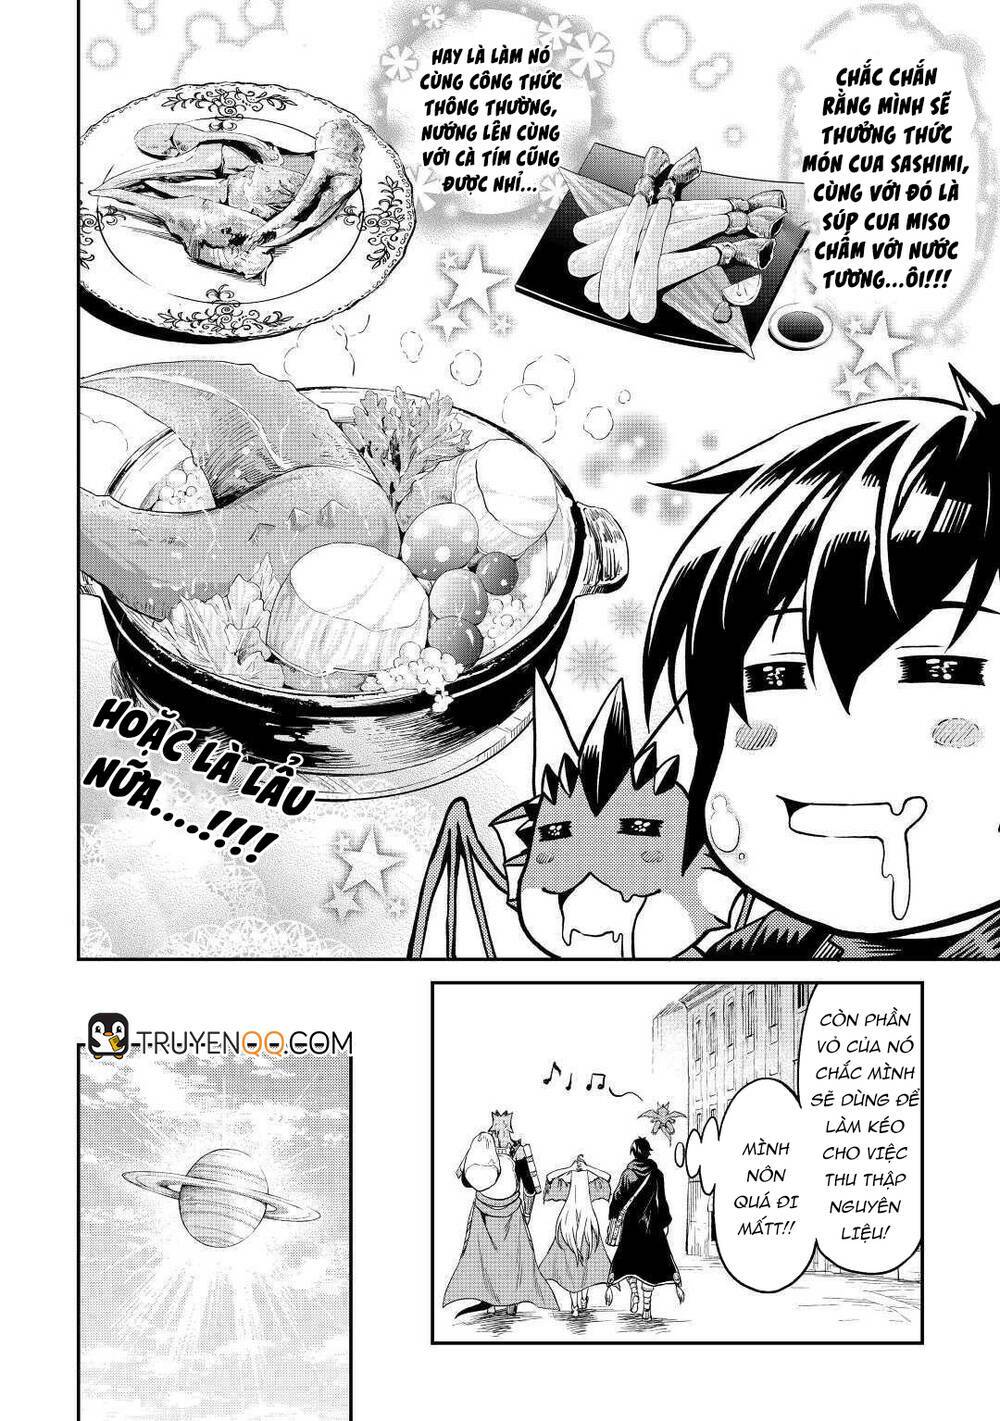 CHẮC CHẮN
RẰNG MÌNH SẼ
THƯỞNG THỨC
MÓN CUA SASHIMI,
CÙNG VỚI ĐÓ LÀ
SÚP CUA MISO
CHẤM VỚI NƯỚC
TƯƠNG...ÔI!!!
HAY LÀ LÀM NÓ
CÙNG CÔNG THỨC
THÔNG THƯỜNG,
NƯỚNG LÊN CÙNG
VỚI CÀ TÍM CŨNG
ĐƯỢC NHỈ...
HOẶC LÀ LẨU
NỮA....!!!!
CÒN PHẦN
VỎ CỦA NÓ
CHẮC MÌNH
SẼ DÙNG ĐỂ
LÀM KÉO
CHO VIỆC
THU THẬP
NGUYÊN
LIỆU!
MÌNH
NÔN
QUÁ ĐI
MẤTT!!
TRUYENQQ.COM